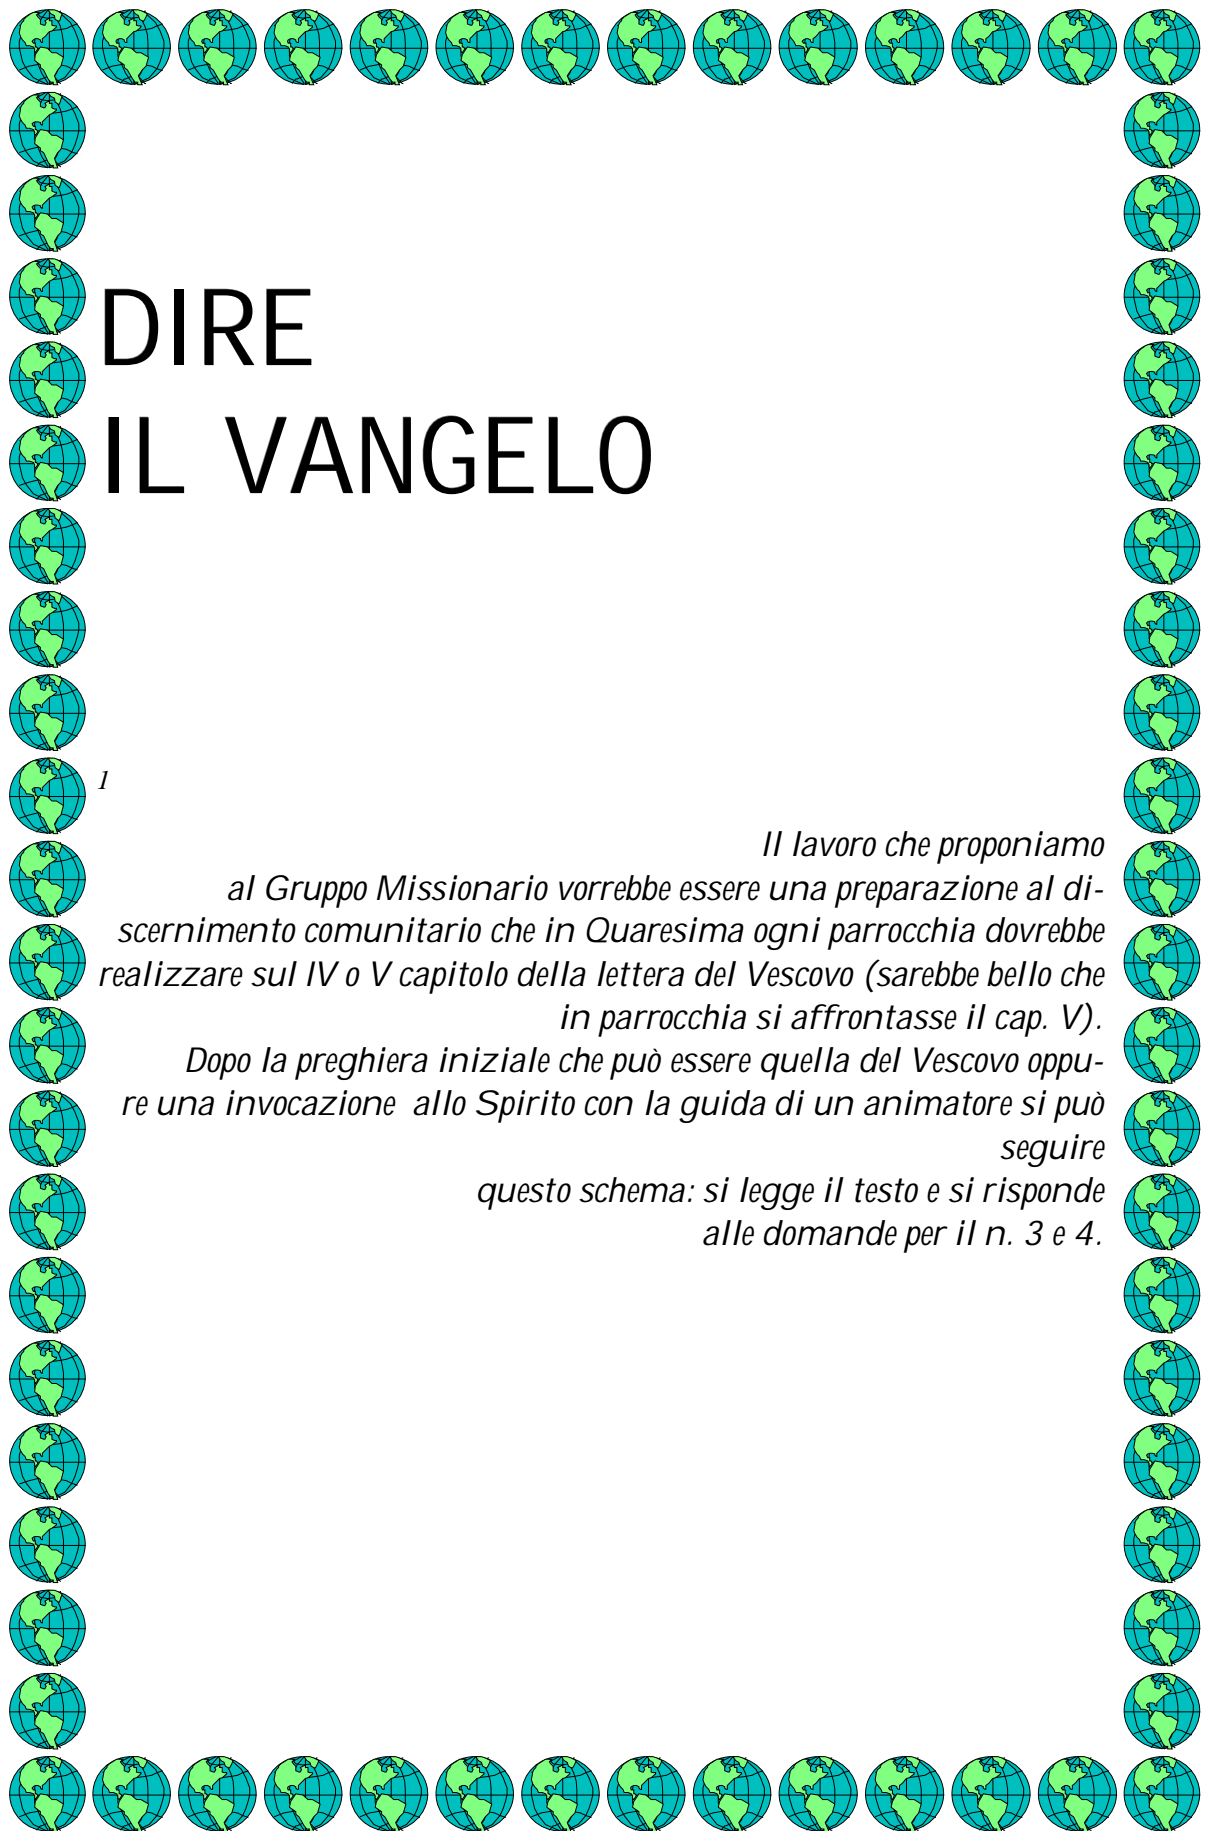 DIRE
IL VANGELO
1
Il lavoro che proponiamo
al Gruppo Missionario vorrebbe essere una preparazione al di-
scernimento comunitario che in Quaresima ogni parrocchia dovrebbe
realizzare sul IV o V capitolo della lettera del Vescovo (sarebbe bello che
in parrocchia si affrontasse il cap. V).
Dopo la preghiera iniziale che può essere quella del Vescovo oppu-
re una invocazione  allo Spirito con la guida di un animatore si può
seguire
questo schema: si legge il testo e si risponde
alle domande per il n. 3 e 4.